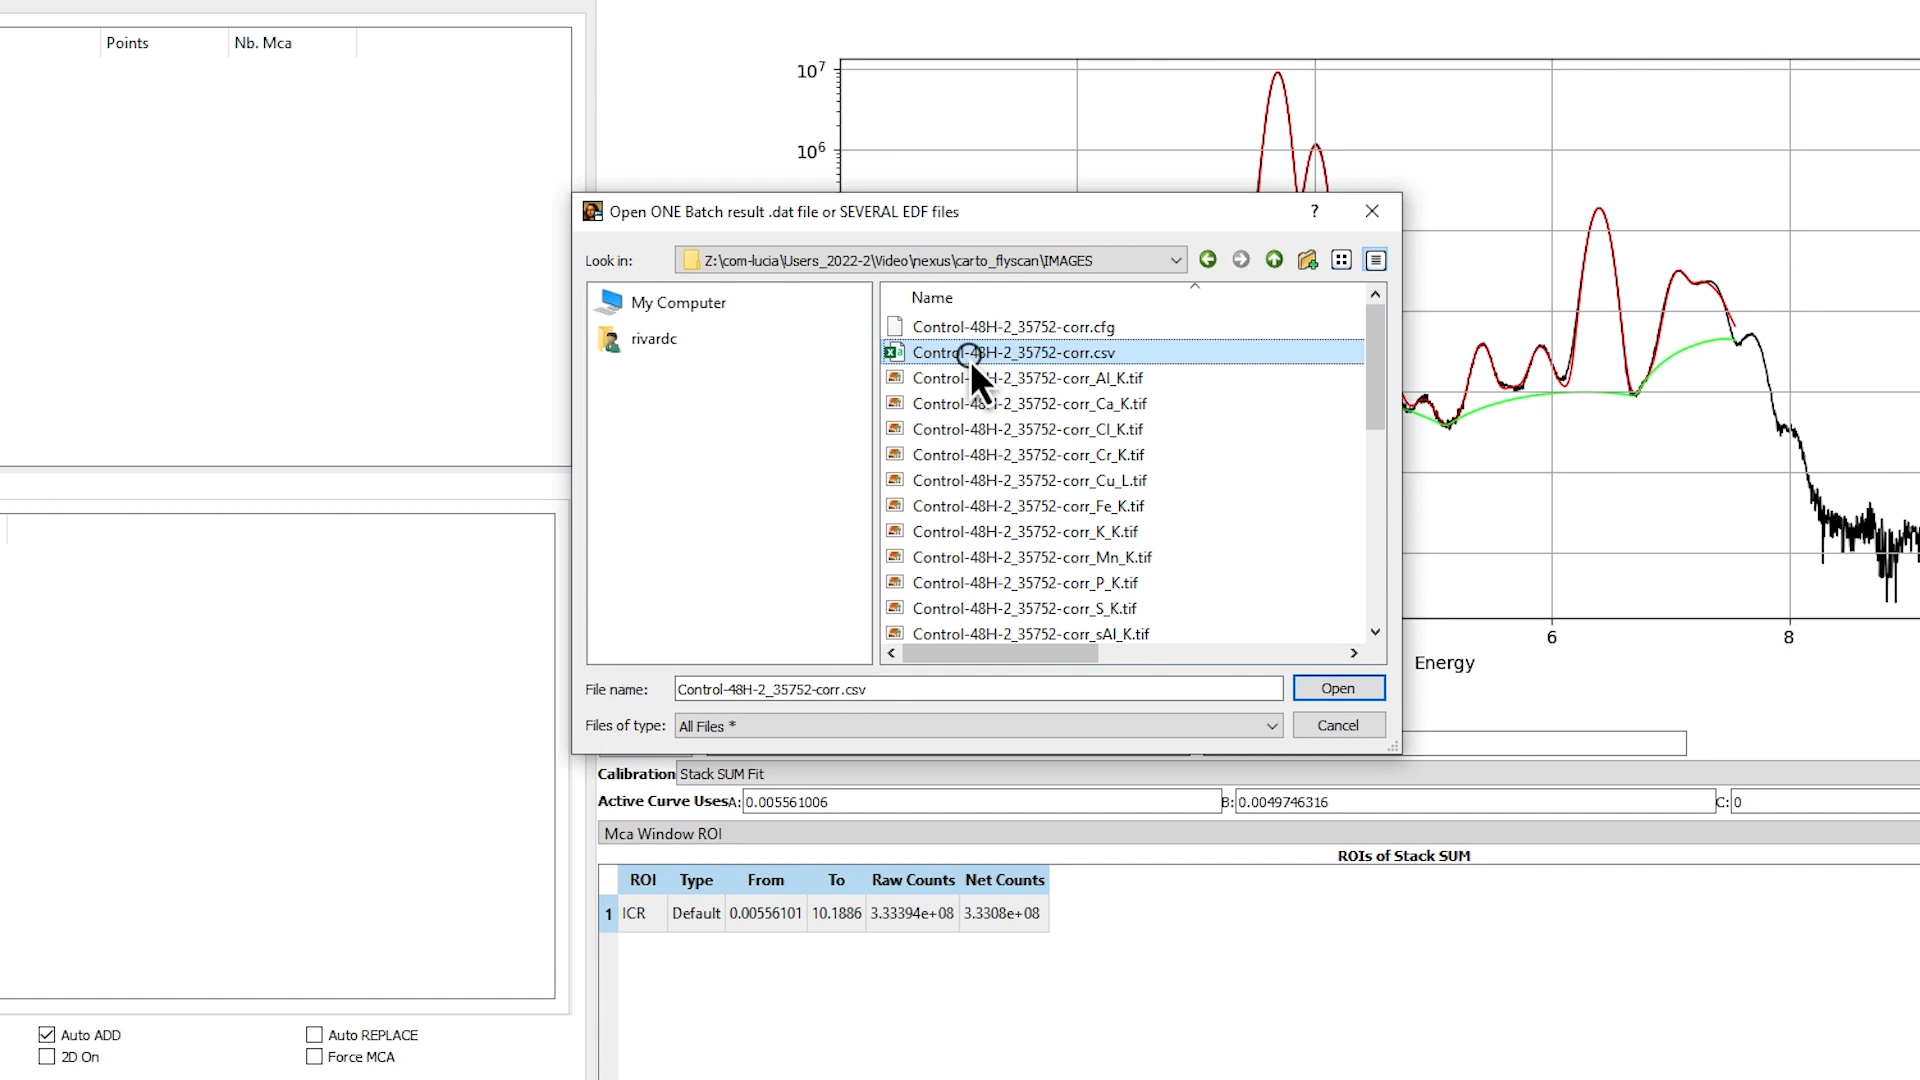 Points Nb. Mca
10⁷
10⁶
Open ONE Batch result .dat file or SEVERAL EDF files ?
Look in: Z:\com-lucia\Users_2022-2\Video\nexus\carto_flyscan\IMAGES
My Computer
rivardc
Name
Control-48H-2_35752-corr.cfg
Control-48H-2_35752-corr.csv
Control-48H-2_35752-corr_Al_K.tif
Control-48H-2_35752-corr_Ca_K.tif
Control-48H-2_35752-corr_Cl_K.tif
Control-48H-2_35752-corr_Cr_K.tif
Control-48H-2_35752-corr_Cu_L.tif
Control-48H-2_35752-corr_Fe_K.tif
Control-48H-2_35752-corr_K_K.tif
Control-48H-2_35752-corr_Mn_K.tif
Control-48H-2_35752-corr_P_K.tif
Control-48H-2_35752-corr_S_K.tif
Control-48H-2_35752-corr_sAl_K.tif
File name: Control-48H-2_35752-corr.csv Open
Files of type: All Files * Cancel
6 8
Energy
Calibration Stack SUM Fit
Active Curve Uses A: 0.005561006 B: 0.0049746316 C: 0
Mca Window ROI
ROIs of Stack SUM
ROI Type From To Raw Counts Net Counts
1 ICR Default 0.00556101 10.1886 3.33394e+08 3.3308e+08
Auto ADD Auto REPLACE
2D On Force MCA